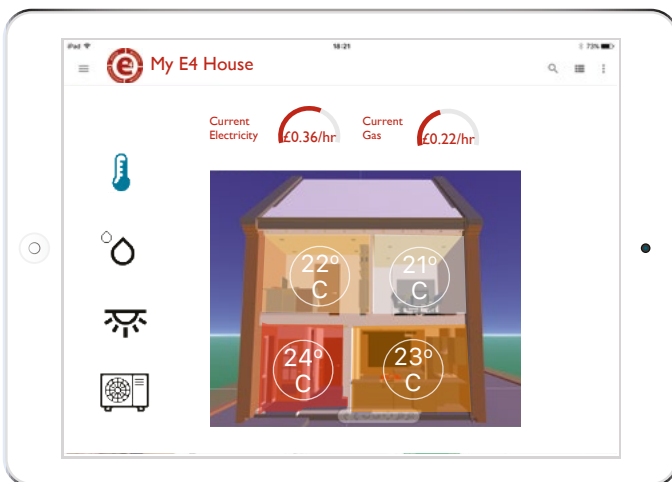 iPad
18:21
73%
e4
My E4 House
Current
Electricity
£0.36/hr
Current
Gas
£0.22/hr
22°
C
21°
C
24°
C
23°
C